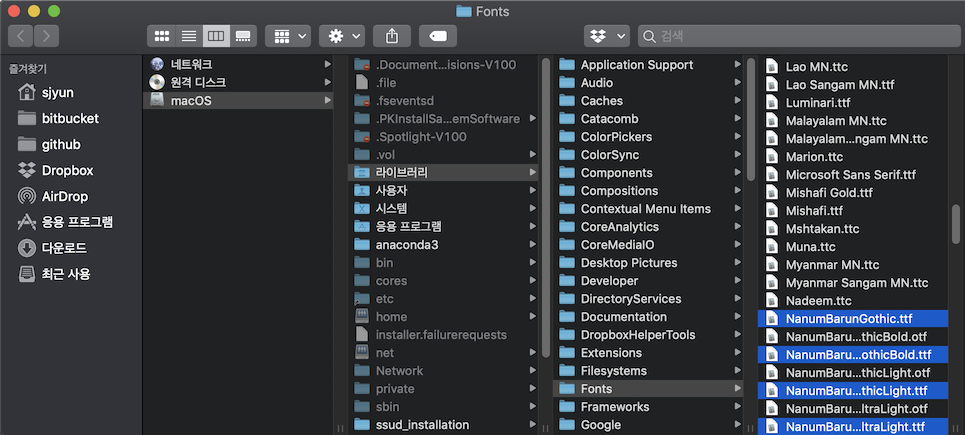 Fonts
검색
즐겨찾기
sjyun
bitbucket
github
Dropbox
AirDrop
응용 프로그램
다운로드
최근 사용
네트워크
원격 디스크
macOS
.Document...isions-V100
.file
.fseventsd
.PKInstallSa...emSoftware
.Spotlight-V100
.vol
라이브러리
사용자
시스템
응용 프로그램
anaconda3
bin
cores
etc
home
installer.failurerequests
net
Network
private
sbin
ssud_installation
Application Support
Audio
Caches
Catacomb
ColorPickers
ColorSync
Components
Compositions
Contextual Menu Items
CoreAnalytics
CoreMediaIO
Desktop Pictures
Developer
DirectoryServices
Documentation
DropboxHelperTools
Extensions
Filesystems
Fonts
Frameworks
Google
Lao MN.ttc
Lao Sangam MN.ttf
Luminari.ttf
Malayalam MN.ttc
Malayalam...ngam MN.ttc
Marion.ttc
Microsoft Sans Serif.ttf
Mishafi Gold.ttf
Mishafi.ttf
Mshtakan.ttc
Muna.ttc
Myanmar MN.ttc
Myanmar Sangam MN.ttc
Nadeem.ttc
NanumBarunGothic.ttf
NanumBaru...thicBold.otf
NanumBaru...othicBold.ttf
NanumBaru...thicLight.otf
NanumBaru...thicLight.ttf
NanumBaru...ltraLight.otf
NanumBaru...ltraLight.ttf